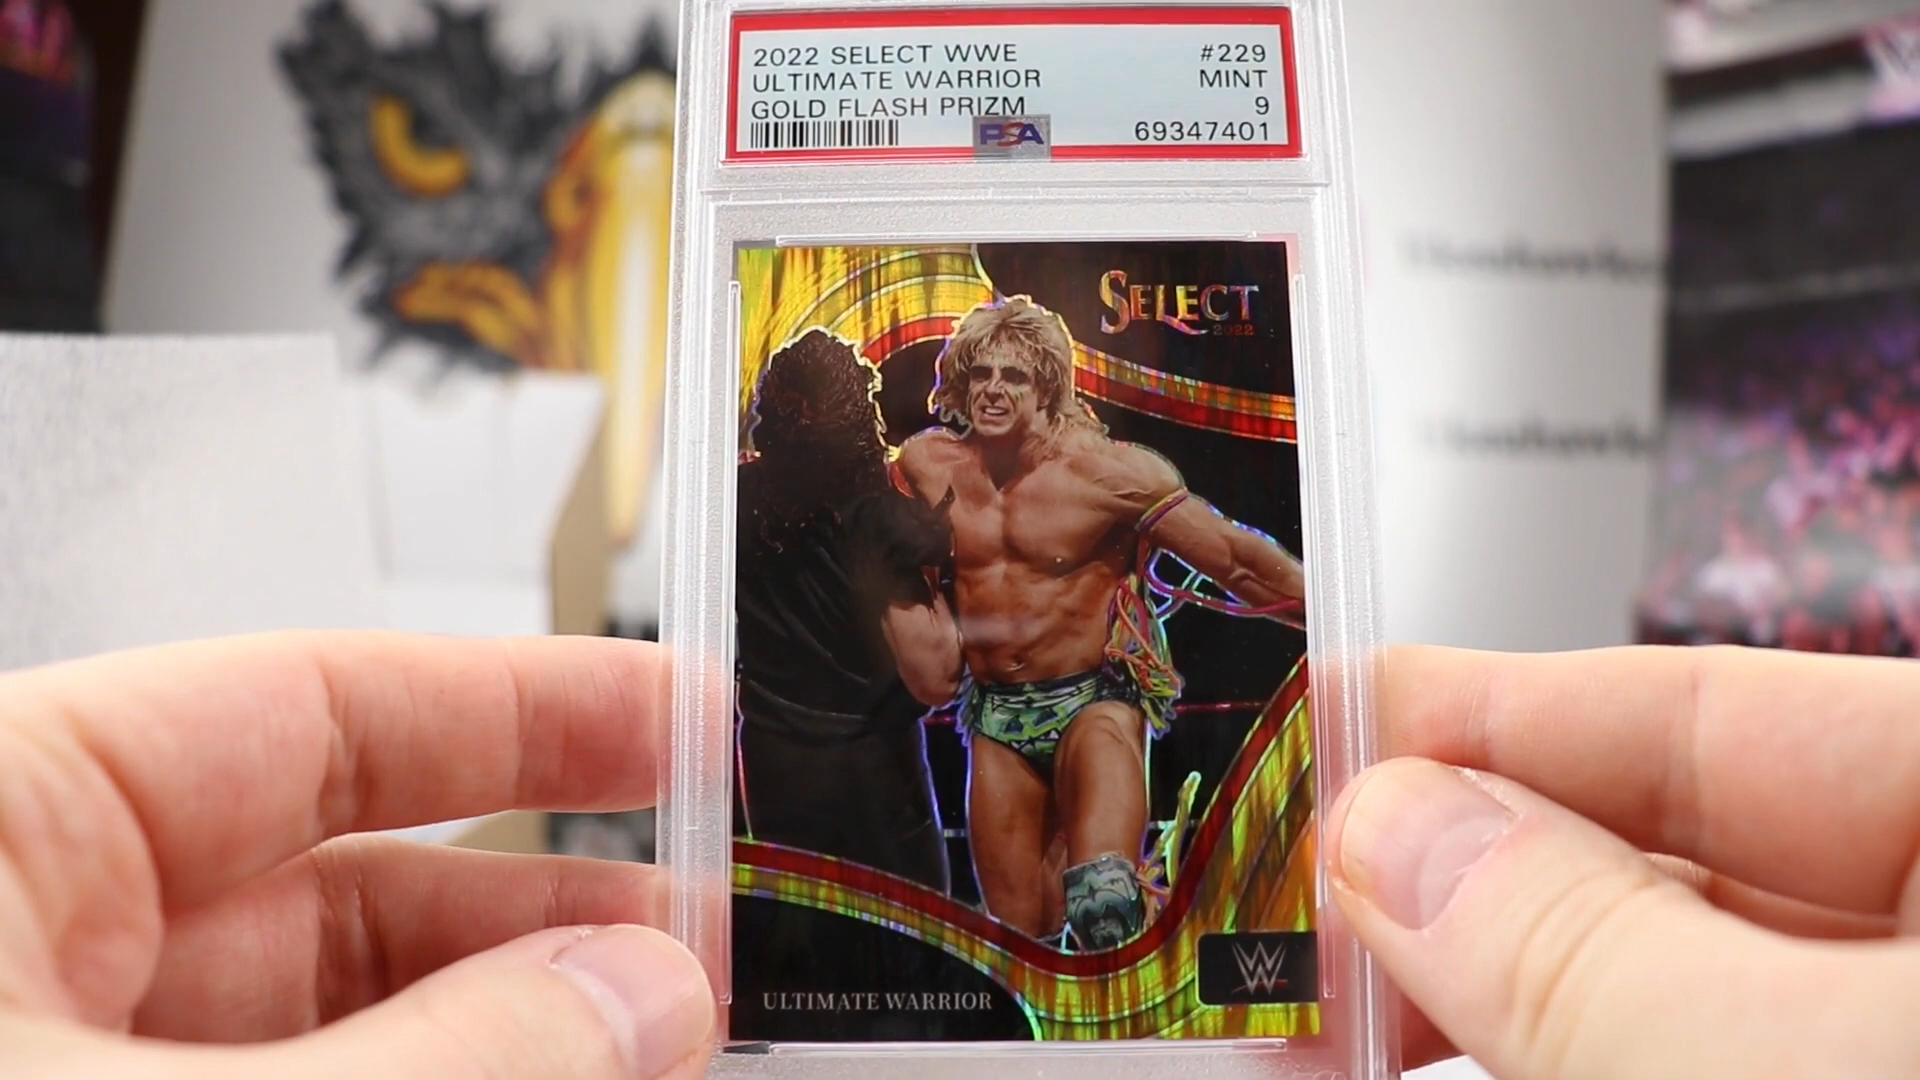 2022 SELECT WWE #229
ULTIMATE WARRIOR MINT
GOLD FLASH PRIZM 9
PSA 69347401
SELECT
2022
W
ULTIMATE WARRIOR